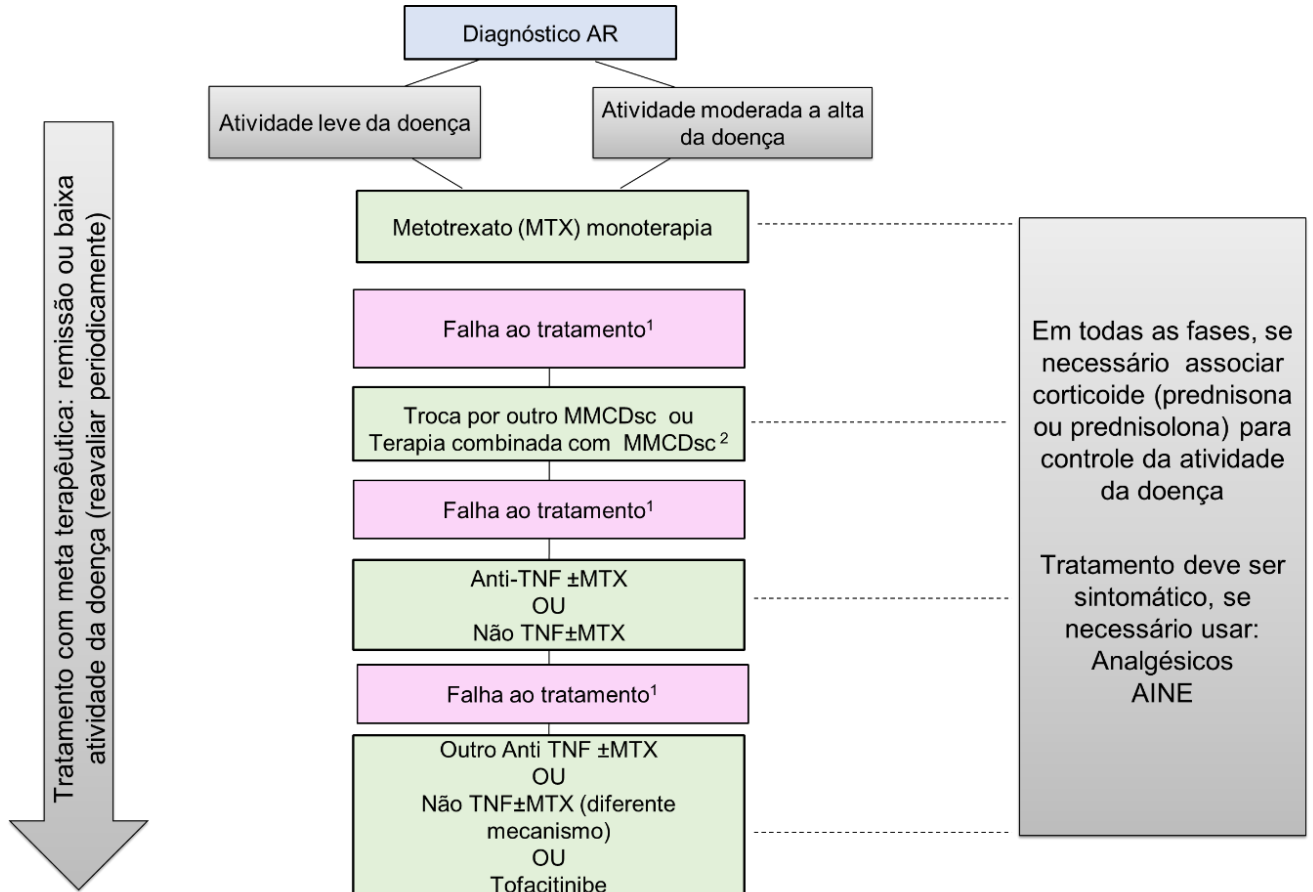 Diagnóstico AR
Atividade leve da doença
Atividade moderada a alta
da doença
Tratamento com meta terapêutica: remissão ou baixa
atividade da doença (reavaliar periodicamente)
Metotrexato (MTX) monoterapia
Falha ao tratamento¹
Troca por outro MMCDsc ou
Terapia combinada com MMCDsc ²
Falha ao tratamento¹
Anti-TNF ±MTX
OU
Não TNF±MTX
Falha ao tratamento¹
Outro Anti TNF ±MTX
OU
Não TNF±MTX (diferente
mecanismo)
OU
Tofacitinibe
Em todas as fases, se
necessário associar
corticoide (prednisona
ou prednisolona) para
controle da atividade
da doença
Tratamento deve ser
sintomático, se
necessário usar:
Analgésicos
AINE